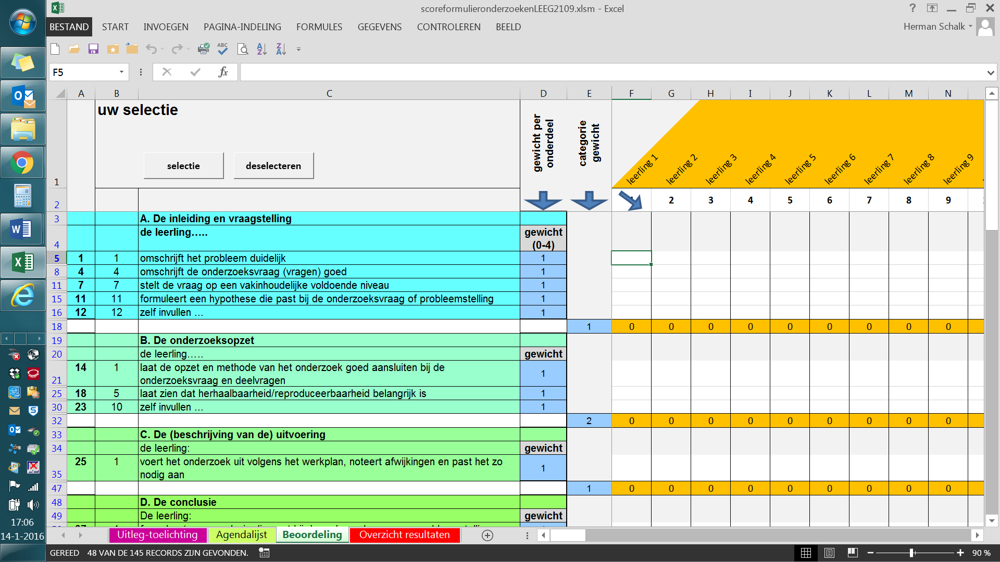 scoreformulieronderzoekenLEEG2109.xlsm - Excel
BESTAND START INVOEGEN PAGINA-INDELING FORMULES GEGEVENS CONTROLEREN BEELD Herman Schalk
F5 fx
A B C D E F G H I J K L M N
uw selectie
selectie deselecteren
gewicht per
onderdeel
categorie
gewicht
leerling 1 leerling 2 leerling 3 leerling 4 leerling 5 leerling 6 leerling 7 leerling 8 leerling 9
1
2 2 3 4 5 6 7 8 9
3 A. De inleiding en vraagstelling
4 de leerling….. gewicht
(0-4)
5 1 1 omschrijft het probleem duidelijk 1
8 4 4 omschrijft de onderzoeksvraag (vragen) goed 1
11 7 7 stelt de vraag op een vakinhoudelijke voldoende niveau 1
15 11 11 formuleert een hypothese die past bij de onderzoeksvraag of probleemstelling 1
16 12 12 zelf invullen ... 1
18 1 0 0 0 0 0 0 0 0 0
19 B. De onderzoeksopzet
20 de leerling….. gewicht
21 14 1 laat de opzet en methode van het onderzoek goed aansluiten bij de
onderzoeksvraag en deelvragen 1
25 18 5 laat zien dat herhaalbaarheid/reproduceerbaarheid belangrijk is 1
30 23 10 zelf invullen ... 1
32 2 0 0 0 0 0 0 0 0 0
33 C. De (beschrijving van de) uitvoering
34 de leerling: gewicht
35 25 1 voert het onderzoek uit volgens het werkplan, noteert afwijkingen en past het zo
nodig aan 1
47 1 0 0 0 0 0 0 0 0 0
48 D. De conclusie
49 De leerling: gewicht
Uitleg-toelichting Agendalijst Beoordeling Overzicht resultaten
GEREED 48 VAN DE 145 RECORDS ZIJN GEVONDEN. 90 %
17:06
14-1-2016